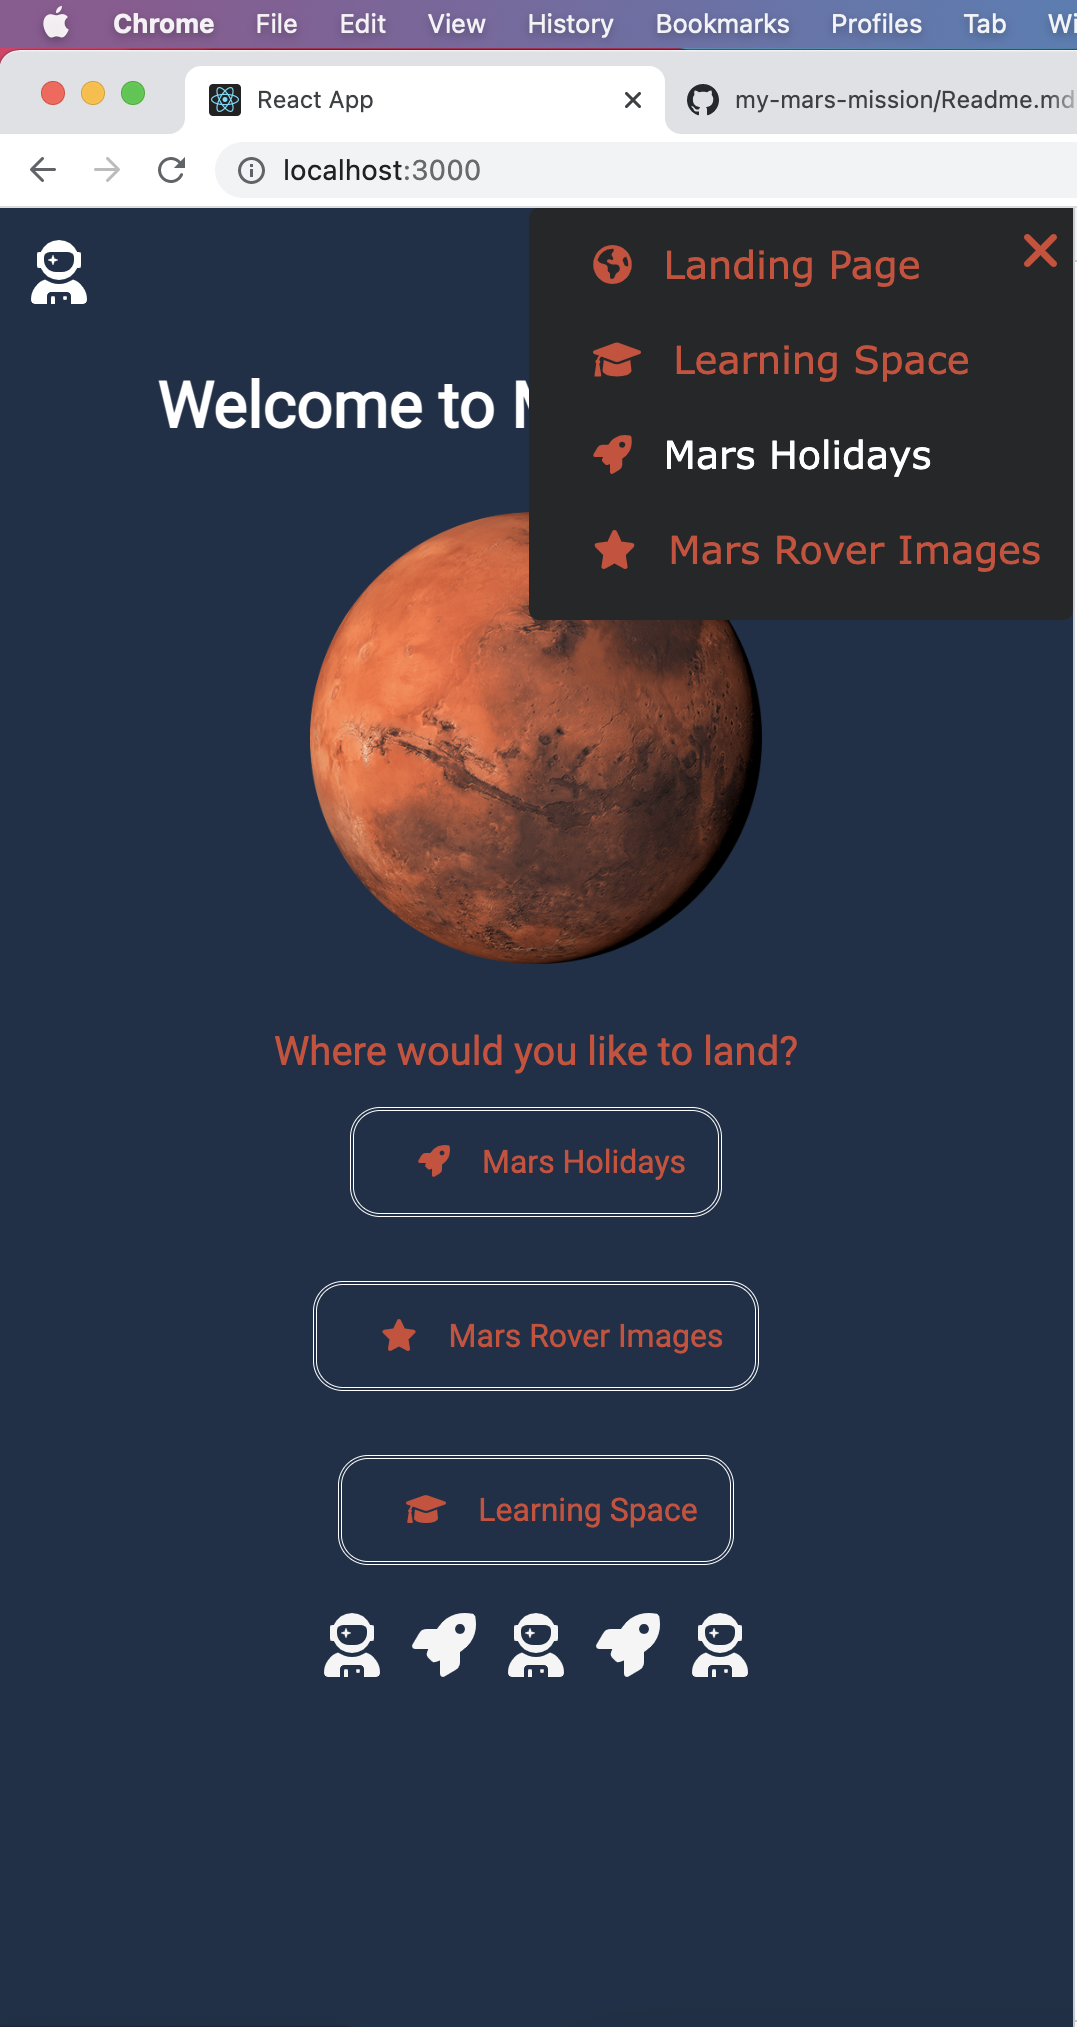 Chrome File Edit View History Bookmarks Profiles Tab
React App
my-mars-mission/Readme.md
localhost:3000
Landing Page
Learning Space
Welcome to
Mars Holidays
Mars Rover Images
Where would you like to land?
Mars Holidays
Mars Rover Images
Learning Space